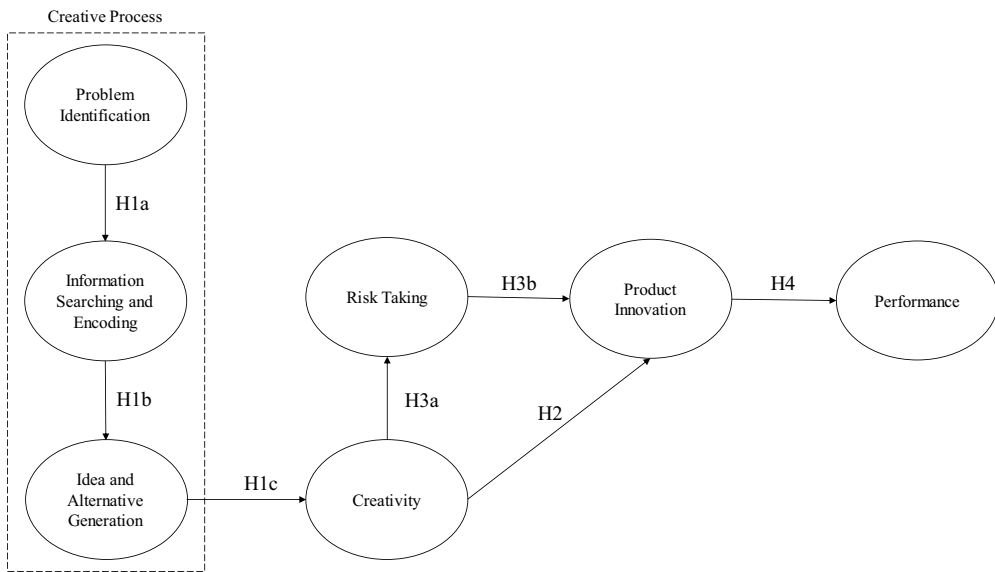 Creative Process
Problem
Identification
H1a
Information
Searching and
Encoding
H1b
Idea and
Alternative
Generation
H1c
Creativity
H3a
Risk Taking
H3b
H2
Product
Innovation
H4
Performance